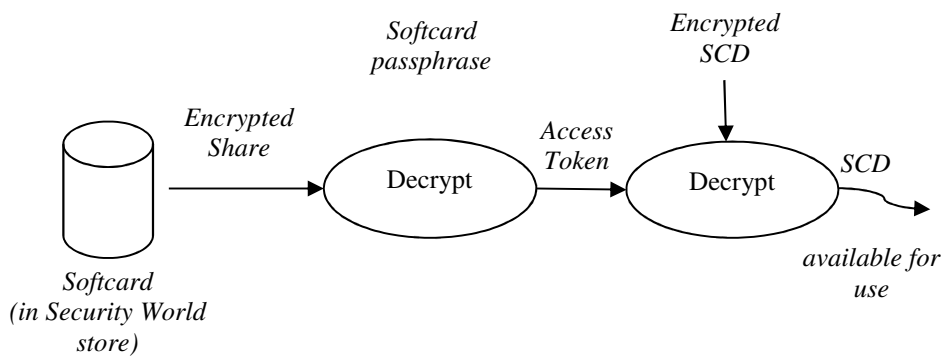 Softcard
passphrase
Encrypted
SCD
Encrypted
Share
Access
Token
Decrypt
Decrypt
SCD
available for
use
Softcard
(in Security World
store)